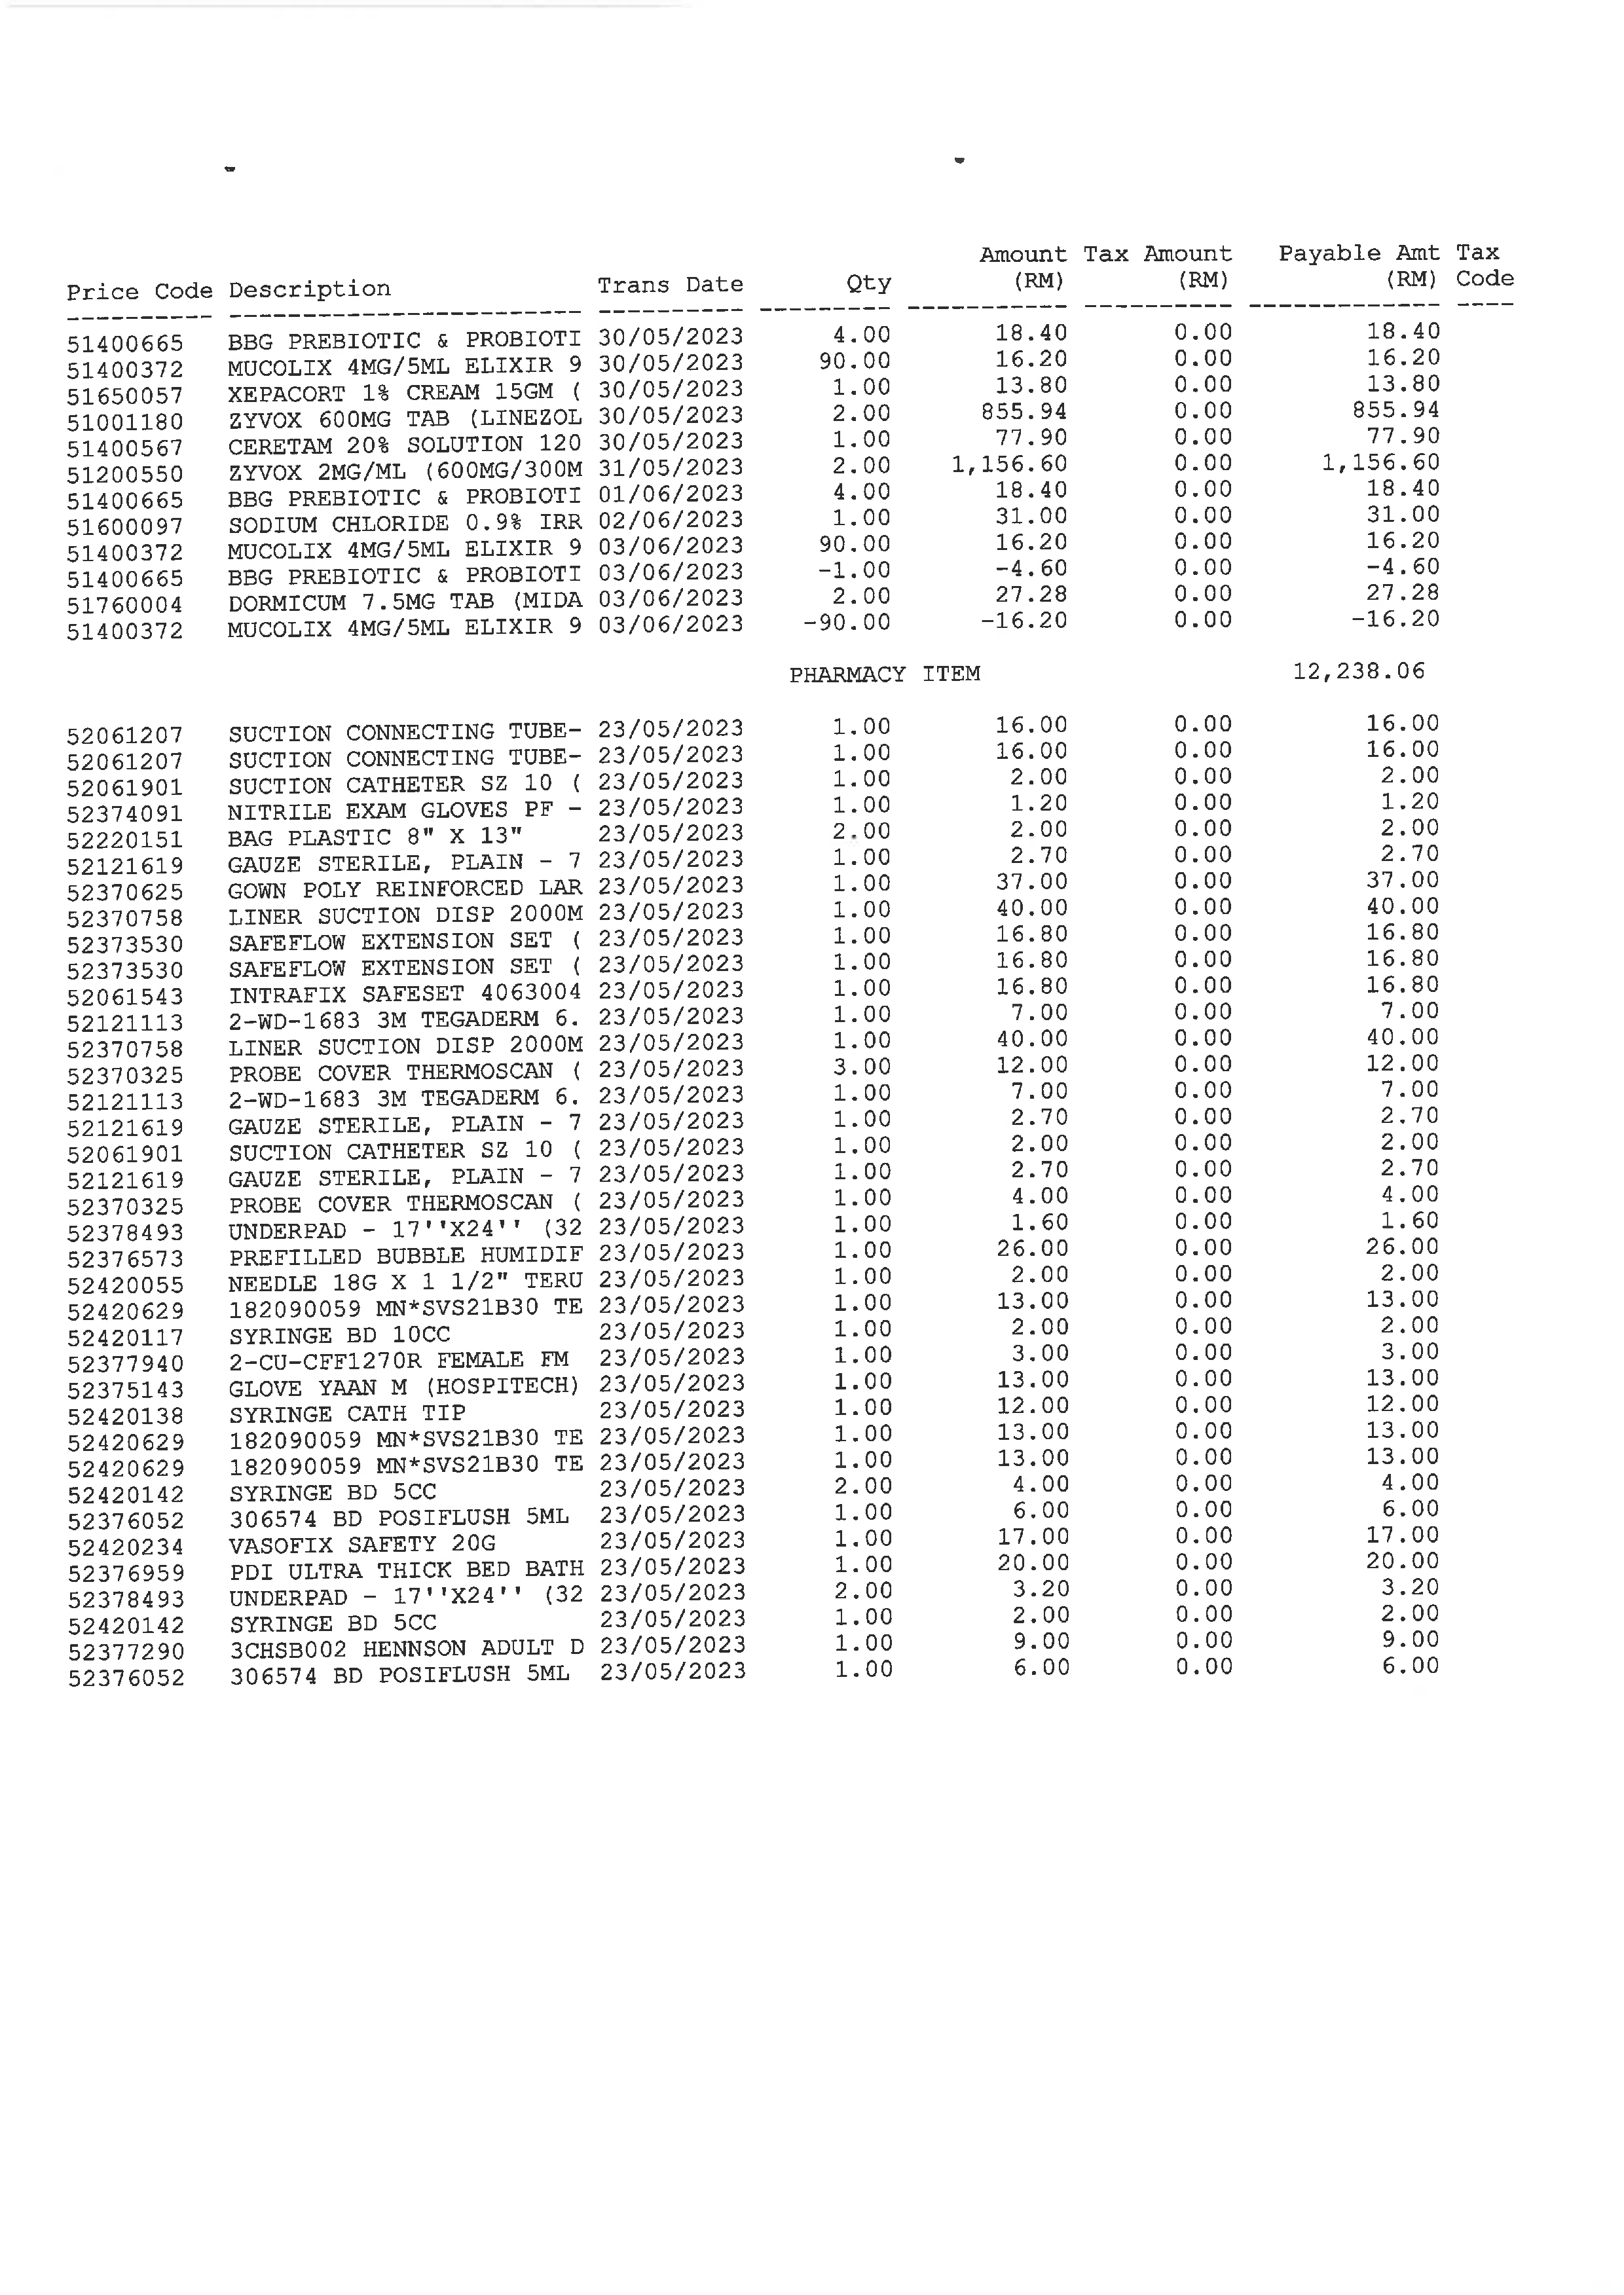 Amount Tax Amount Payable Amt Tax
Price Code Description Trans Date Qty (RM) (RM) (RM) Code
---------- ------------------------ ---------- --------- ----------- ---------- ------------- ----
51400665 BBG PREBIOTIC & PROBIOTI 30/05/2023 4.00 18.40 0.00 18.40
51400372 MUCOLIX 4MG/5ML ELIXIR 9 30/05/2023 90.00 16.20 0.00 16.20
51650057 XEPACORT 1% CREAM 15GM ( 30/05/2023 1.00 13.80 0.00 13.80
51001180 ZYVOX 600MG TAB (LINEZOL 30/05/2023 2.00 855.94 0.00 855.94
51400567 CERETAM 20% SOLUTION 120 30/05/2023 1.00 77.90 0.00 77.90
51200550 ZYVOX 2MG/ML (600MG/300M 31/05/2023 2.00 1,156.60 0.00 1,156.60
51400665 BBG PREBIOTIC & PROBIOTI 01/06/2023 4.00 18.40 0.00 18.40
51600097 SODIUM CHLORIDE 0.9% IRR 02/06/2023 1.00 31.00 0.00 31.00
51400372 MUCOLIX 4MG/5ML ELIXIR 9 03/06/2023 90.00 16.20 0.00 16.20
51400665 BBG PREBIOTIC & PROBIOTI 03/06/2023 -1.00 -4.60 0.00 -4.60
51760004 DORMICUM 7.5MG TAB (MIDA 03/06/2023 2.00 27.28 0.00 27.28
51400372 MUCOLIX 4MG/5ML ELIXIR 9 03/06/2023 -90.00 -16.20 0.00 -16.20
PHARMACY ITEM 12,238.06
52061207 SUCTION CONNECTING TUBE- 23/05/2023 1.00 16.00 0.00 16.00
52061207 SUCTION CONNECTING TUBE- 23/05/2023 1.00 16.00 0.00 16.00
52061901 SUCTION CATHETER SZ 10 ( 23/05/2023 1.00 2.00 0.00 2.00
52374091 NITRILE EXAM GLOVES PF - 23/05/2023 1.00 1.20 0.00 1.20
52220151 BAG PLASTIC 8" X 13" 23/05/2023 2.00 2.00 0.00 2.00
52121619 GAUZE STERILE, PLAIN - 7 23/05/2023 1.00 2.70 0.00 2.70
52370625 GOWN POLY REINFORCED LAR 23/05/2023 1.00 37.00 0.00 37.00
52370758 LINER SUCTION DISP 2000M 23/05/2023 1.00 40.00 0.00 40.00
52373530 SAFEFLOW EXTENSION SET ( 23/05/2023 1.00 16.80 0.00 16.80
52373530 SAFEFLOW EXTENSION SET ( 23/05/2023 1.00 16.80 0.00 16.80
52061543 INTRAFIX SAFESET 4063004 23/05/2023 1.00 16.80 0.00 16.80
52121113 2-WD-1683 3M TEGADERM 6. 23/05/2023 1.00 7.00 0.00 7.00
52370758 LINER SUCTION DISP 2000M 23/05/2023 1.00 40.00 0.00 40.00
52370325 PROBE COVER THERMOSCAN ( 23/05/2023 3.00 12.00 0.00 12.00
52121113 2-WD-1683 3M TEGADERM 6. 23/05/2023 1.00 7.00 0.00 7.00
52121619 GAUZE STERILE, PLAIN - 7 23/05/2023 1.00 2.70 0.00 2.70
52061901 SUCTION CATHETER SZ 10 ( 23/05/2023 1.00 2.00 0.00 2.00
52121619 GAUZE STERILE, PLAIN - 7 23/05/2023 1.00 2.70 0.00 2.70
52370325 PROBE COVER THERMOSCAN ( 23/05/2023 1.00 4.00 0.00 4.00
52378493 UNDERPAD - 17''X24'' (32 23/05/2023 1.00 1.60 0.00 1.60
52376573 PREFILLED BUBBLE HUMIDIF 23/05/2023 1.00 26.00 0.00 26.00
52420055 NEEDLE 18G X 1 1/2" TERU 23/05/2023 1.00 2.00 0.00 2.00
52420629 182090059 MN*SVS21B30 TE 23/05/2023 1.00 13.00 0.00 13.00
52420117 SYRINGE BD 10CC 23/05/2023 1.00 2.00 0.00 2.00
52377940 2-CU-CFF1270R FEMALE FM 23/05/2023 1.00 3.00 0.00 3.00
52375143 GLOVE YAAN M (HOSPITECH) 23/05/2023 1.00 13.00 0.00 13.00
52420138 SYRINGE CATH TIP 23/05/2023 1.00 12.00 0.00 12.00
52420629 182090059 MN*SVS21B30 TE 23/05/2023 1.00 13.00 0.00 13.00
52420629 182090059 MN*SVS21B30 TE 23/05/2023 1.00 13.00 0.00 13.00
52420142 SYRINGE BD 5CC 23/05/2023 2.00 4.00 0.00 4.00
52376052 306574 BD POSIFLUSH 5ML 23/05/2023 1.00 6.00 0.00 6.00
52420234 VASOFIX SAFETY 20G 23/05/2023 1.00 17.00 0.00 17.00
52376959 PDI ULTRA THICK BED BATH 23/05/2023 1.00 20.00 0.00 20.00
52378493 UNDERPAD - 17''X24'' (32 23/05/2023 2.00 3.20 0.00 3.20
52420142 SYRINGE BD 5CC 23/05/2023 1.00 2.00 0.00 2.00
52377290 3CHSB002 HENNSON ADULT D 23/05/2023 1.00 9.00 0.00 9.00
52376052 306574 BD POSIFLUSH 5ML 23/05/2023 1.00 6.00 0.00 6.00